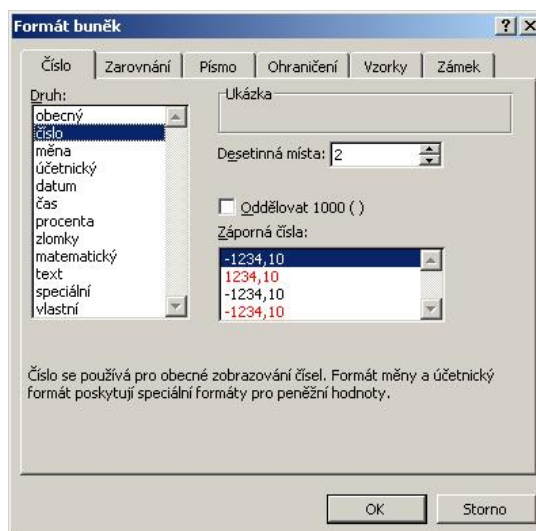 Formát buněk
Číslo Zarovnání Písmo Ohraničení Vzorky Zámek
Druh:
obecný
číslo
měna
účetnický
datum
čas
procenta
zlomky
matematický
text
speciální
vlastní
Ukázka
Desetinná místa: 2
Oddělovat 1000 ( )
Záporná čísla:
-1234,10
1234,10
-1234,10
-1234,10
Číslo se používá pro obecné zobrazování čísel. Formát měny a účetnický
formát poskytují speciální formáty pro peněžní hodnoty.
OK Storno